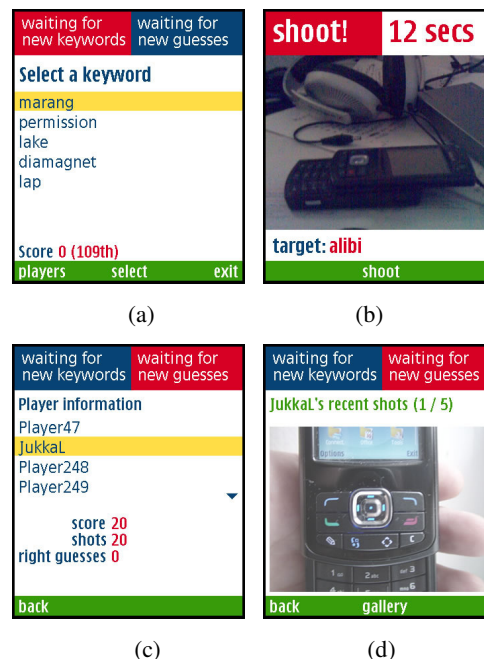 waiting for
new keywords
waiting for
new guesses
Select a keyword
marang
permission
lake
diamagnet
lap
Score 0 (109th)
players select exit
(a)
shoot!
12 secs
target: alibi
shoot
(b)
waiting for
new keywords
waiting for
new guesses
Player information
Player47
JukkaL
Player248
Player249
score 20
shots 20
right guesses 0
back
(c)
waiting for
new keywords
waiting for
new guesses
JukkaL's recent shots (1 / 5)
Options Exit
back gallery
(d)